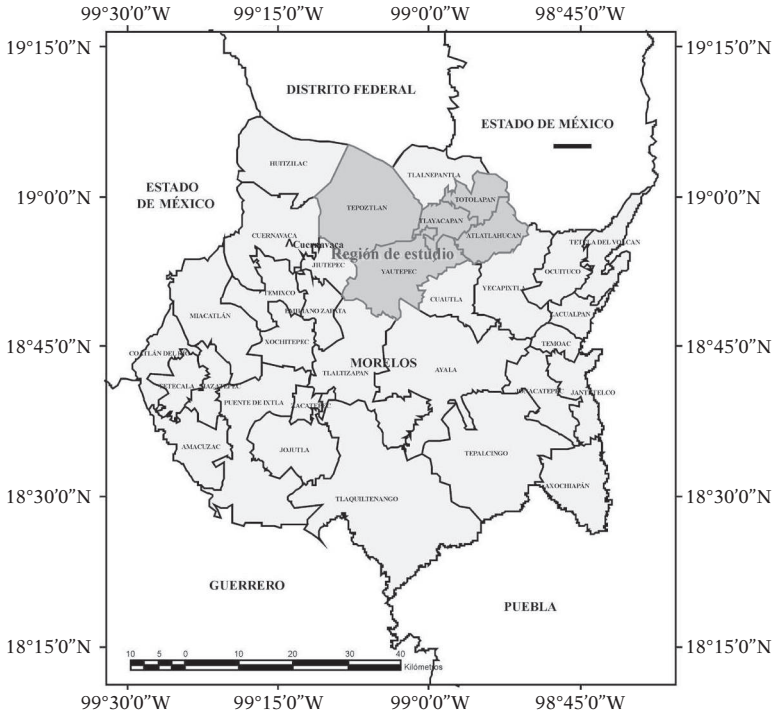 99°30'0"W 99°15'0"W 99°0'0"W 98°45'0"W
19°15'0"N 19°15'0"N
DISTRITO FEDERAL
ESTADO DE MÉXICO
HUITZILAC
TLALNEPANTLA
ESTADO
DE MÉXICO
19°0'0"N 19°0'0"N
TOTOLAPAN
TEPOZTLAN
TLAYACAPAN
CUERNAVACA
ATLATLAHUCAN
TETELA DEL VOLCAN
Cuernavaca
Región de estudio
JIUTEPEC
YAUTEPEC
OCUITUCO
YECAPIXTLA
TEMIXCO
CUAUTLA
EMILIANO ZAPATA
ZACUALPAN
MIACATLÁN
XOCHITEPEC
TEMOAC
18°45'0"N 18°45'0"N
COATLÁN DEL RÍO
MORELOS
TLALTIZAPAN
AYALA
TETECALA
MAZATEPEC
JONACATEPEC
JANTETELCO
PUENTE DE IXTLA
ZACATEPEC
AMACUZAC
JOJUTLA
TEPALCINGO
AXOCHIAPÁN
18°30'0"N 18°30'0"N
TLAQUILTENANGO
GUERRERO
PUEBLA
18°15'0"N 18°15'0"N
10 5 0 10 20 30 40
Kilómetros
99°30'0"W 99°15'0"W 99°0'0"W 98°45'0"W